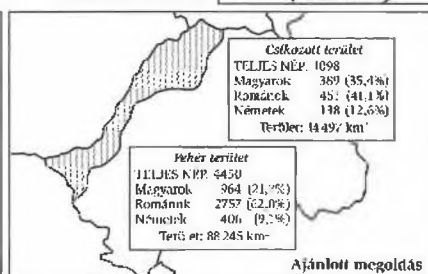 Csíkozott terület
TELJES NÉP. 1098
Magyarok 389 (35,4%)
Románok 451 (41,1%)
Németek 138 (12,6%)
Terület: 14 497 km²
Fehér terület
TELJES NÉP. 4450
Magyarok 964
Románok 2757 (62,0%)
Németek 406
Terület: 88 245 km²
Ajánlott megoldás